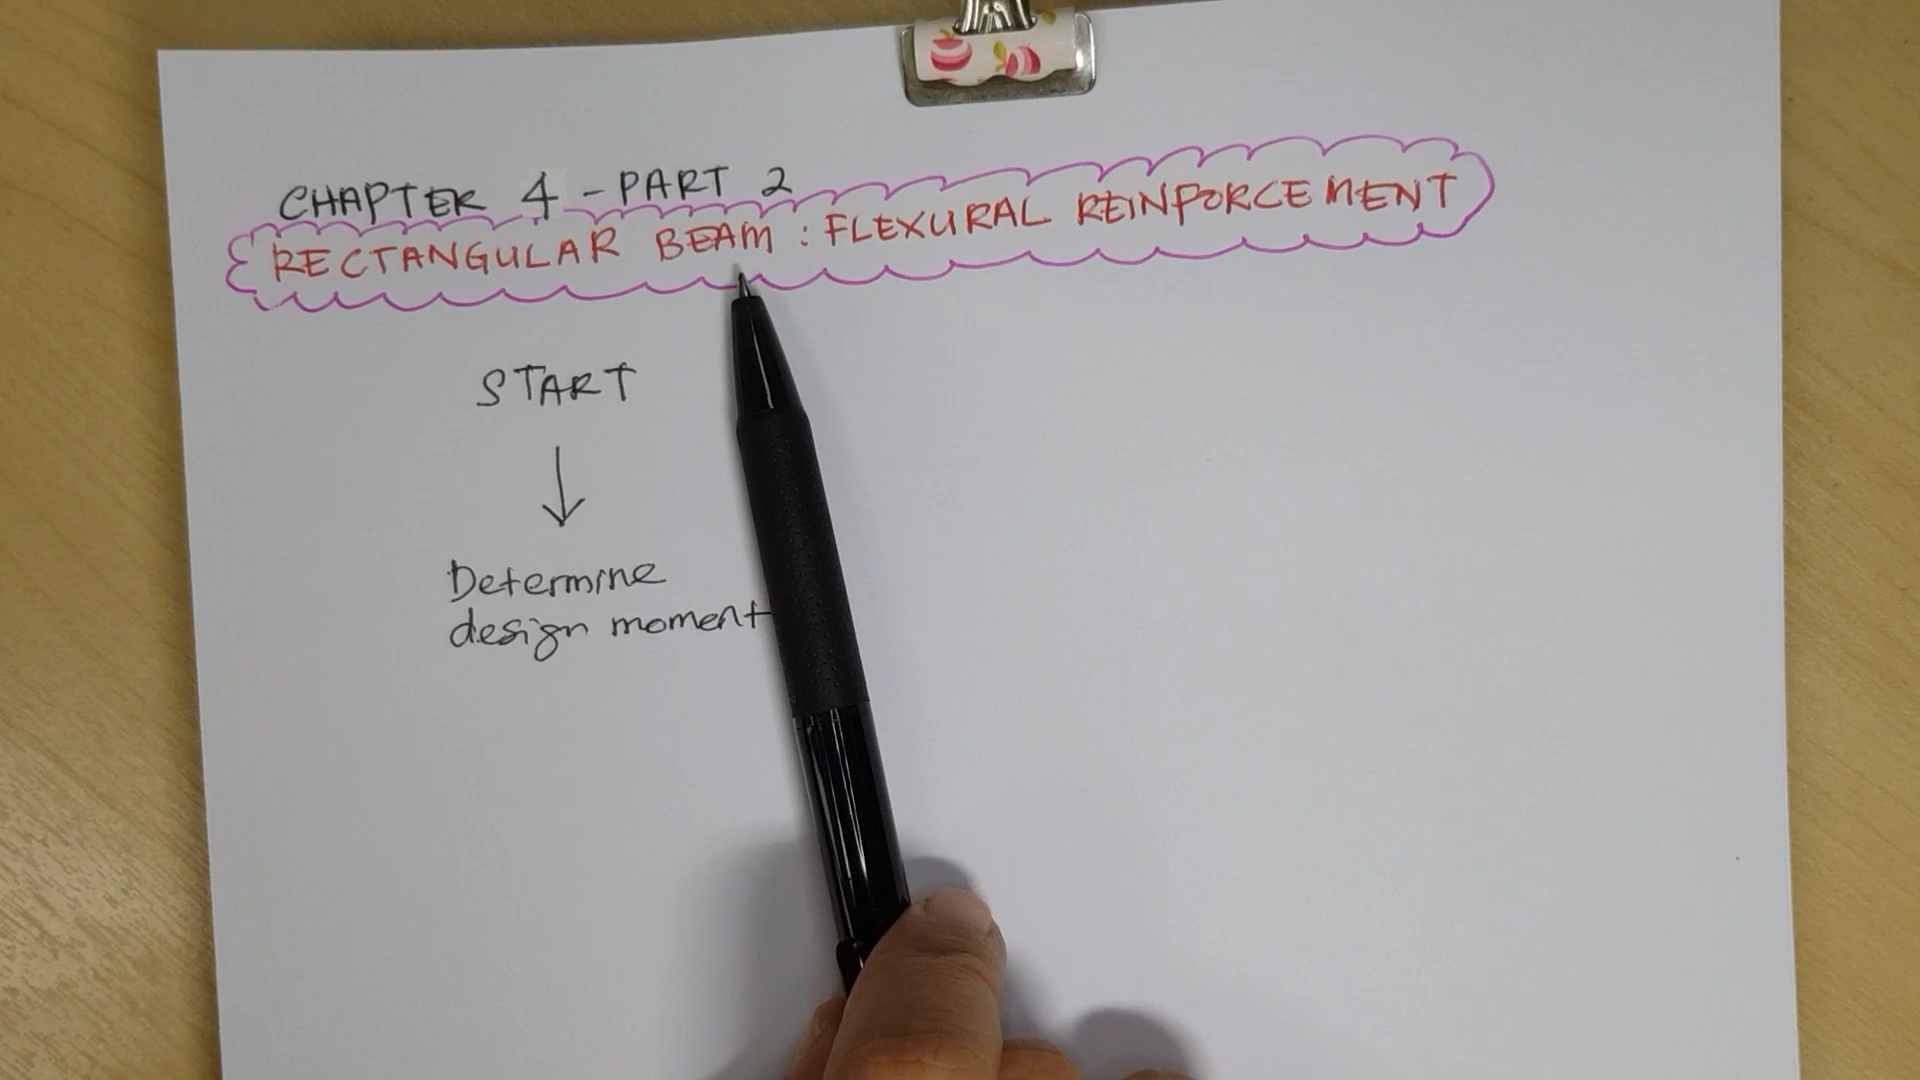 CHAPTER 4 - PART 2
RECTANGULAR BEAM : FLEXURAL REINFORCEMENT
START
Determine
design moment